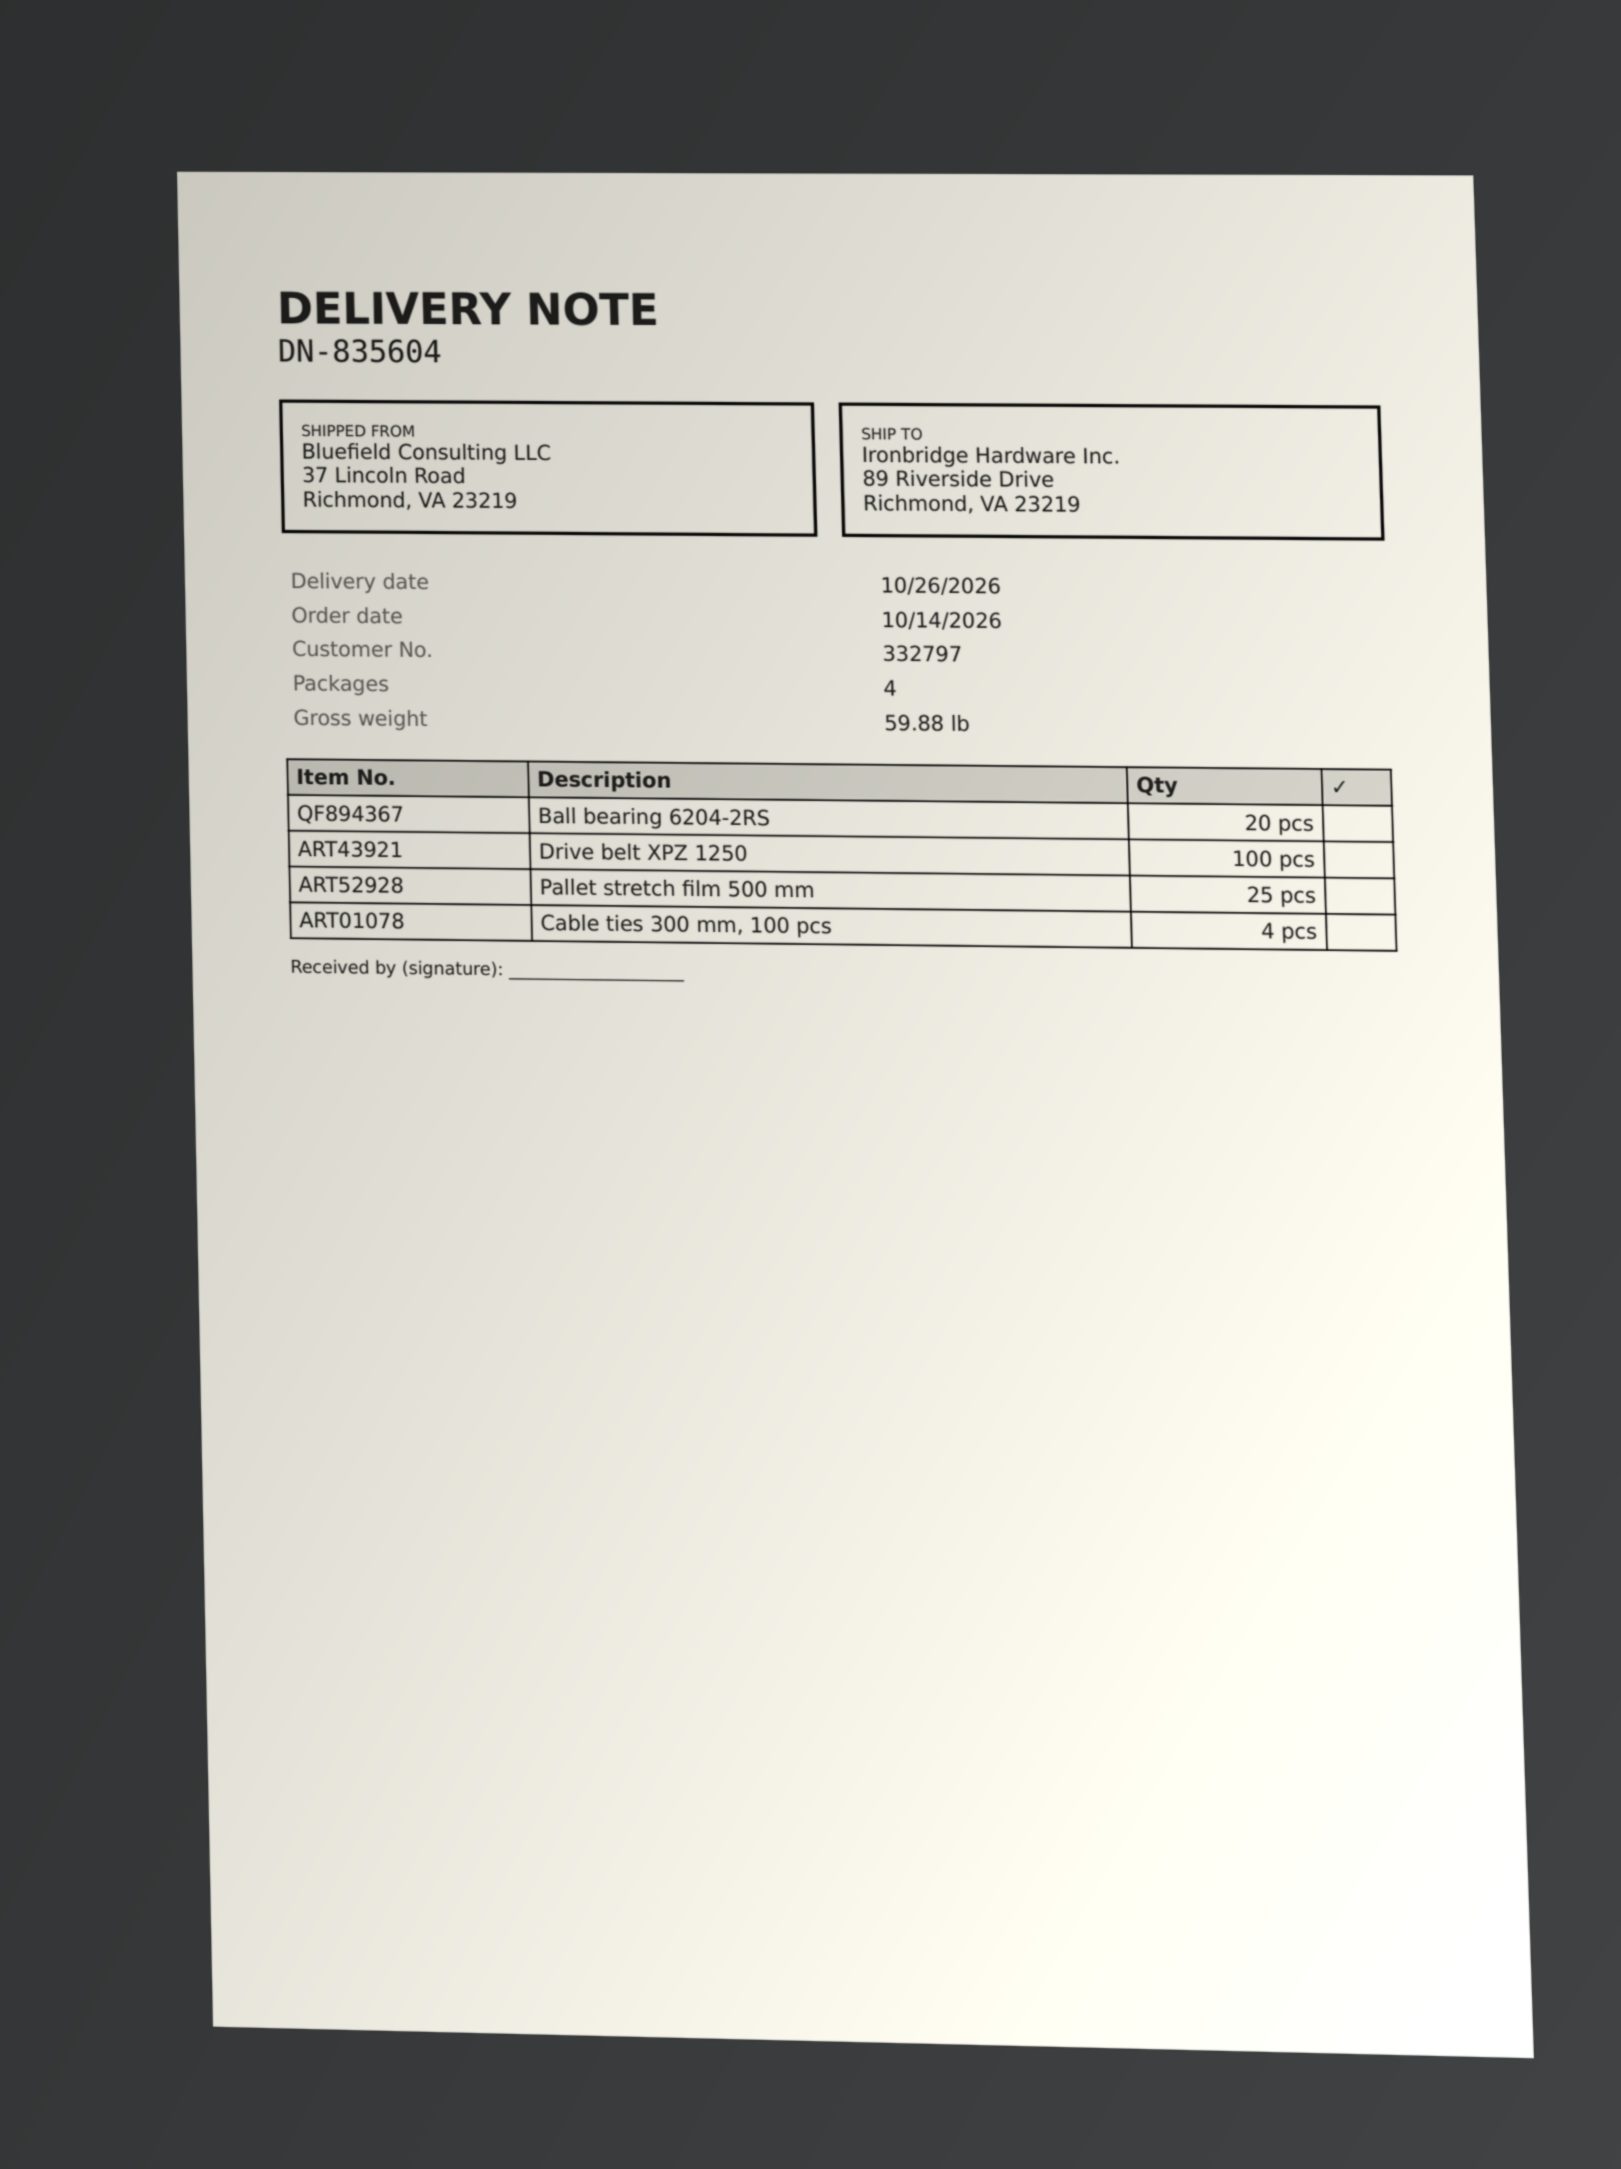 DELIVERY NOTE
DN-835604
SHIPPED FROM
Bluefield Consulting LLC
37 Lincoln Road
Richmond, VA 23219
SHIP TO
Ironbridge Hardware Inc.
89 Riverside Drive
Richmond, VA 23219
Delivery date 10/26/2026
Order date 10/14/2026
Customer No. 332797
Packages 4
Gross weight 59.88 lb
Item No. Description Qty ✓
QF894367 Ball bearing 6204-2RS 20 pcs
ART43921 Drive belt XPZ 1250 100 pcs
ART52928 Pallet stretch film 500 mm 25 pcs
ART01078 Cable ties 300 mm, 100 pcs 4 pcs
Received by (signature): ____________________